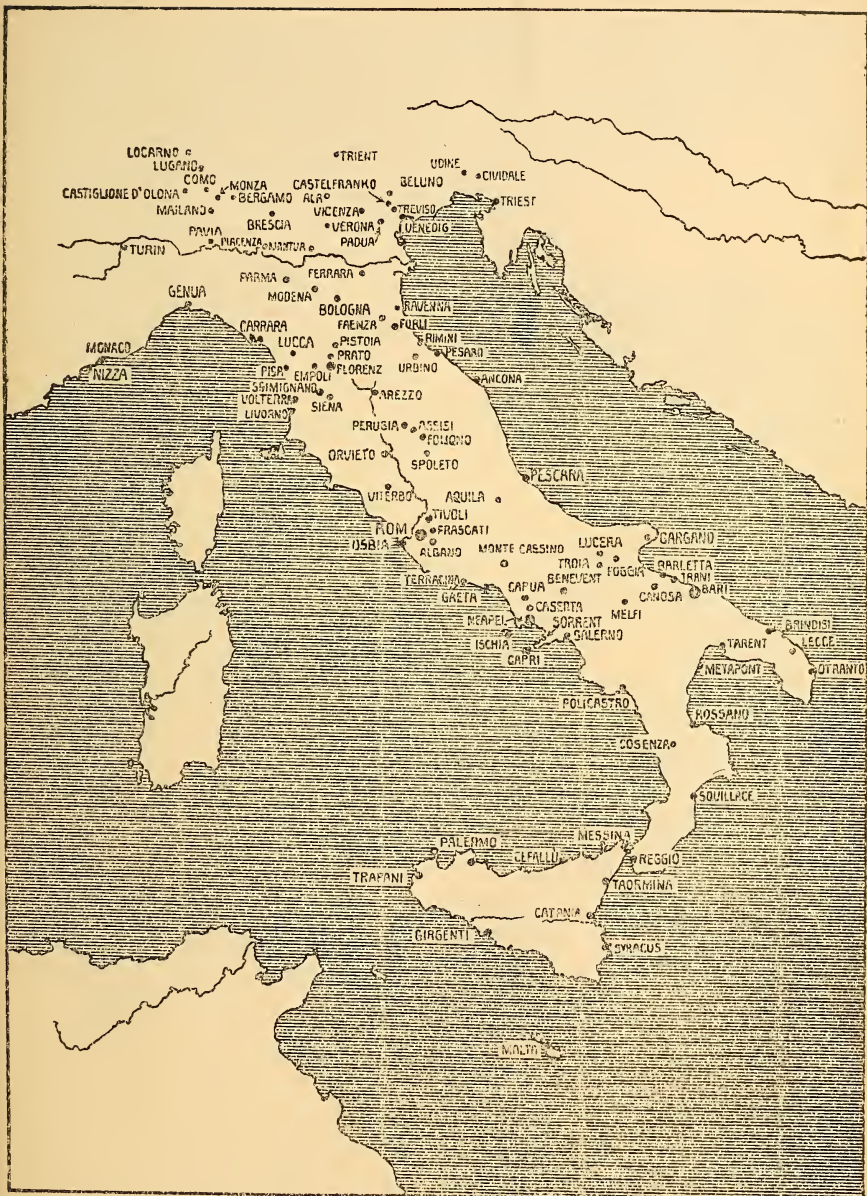 LOCARNO
TRIENT
LUGANO
UDINE
CIVIDALE
COMO
MONZA
CASTELFRANKO
BELUNO
CASTIGLIONE D'OLONA
BERGAMO
ALA
TRIEST
MAILAND
VICENZA
TREVISO
BRESCIA
VERONA
VENEDIG
PAVIA
PADUA
TURIN
PIACENZA
MANTUA
PARMA
FERRARA
GENUA
MODENA
BOLOGNA
RAVENNA
FAENZA
FORLI
CARRARA
PISTOIA
RIMINI
MONACO
LUCCA
PRATO
PESARO
NIZZA
PISA
EMPOLI
FLORENZ
URBINO
ANCONA
SGIMIGNANO
VOLTERRA
SIENA
AREZZO
LIVORNO
PERUGIA
ASSISI
FOLIGNO
ORVIETO
SPOLETO
PESCARA
VITERBO
AQUILA
TIVOLI
ROM
FRASCATI
LUCERA
GARGANO
ALBANO
MONTE CASSINO
TROIA
FOGGIA
BARLETTA
TERRACINA
BENEVENT
TRANI
CAPUA
CANOSA
BARI
CASERTA
MELFI
NEAPEL
SORRENT
BRINDISI
ISCHIA
SALERNO
TARENT
LECCE
CAPRI
METAPONT
OTRANTO
POLICASTRO
ROSSANO
COSENZA
SQUILLACE
MESSINA
PALERMO
CEFALLU
REGGIO
TRAPANI
TAORMINA
CATANIA
GIRGENTI
SYRACUS
MALTA